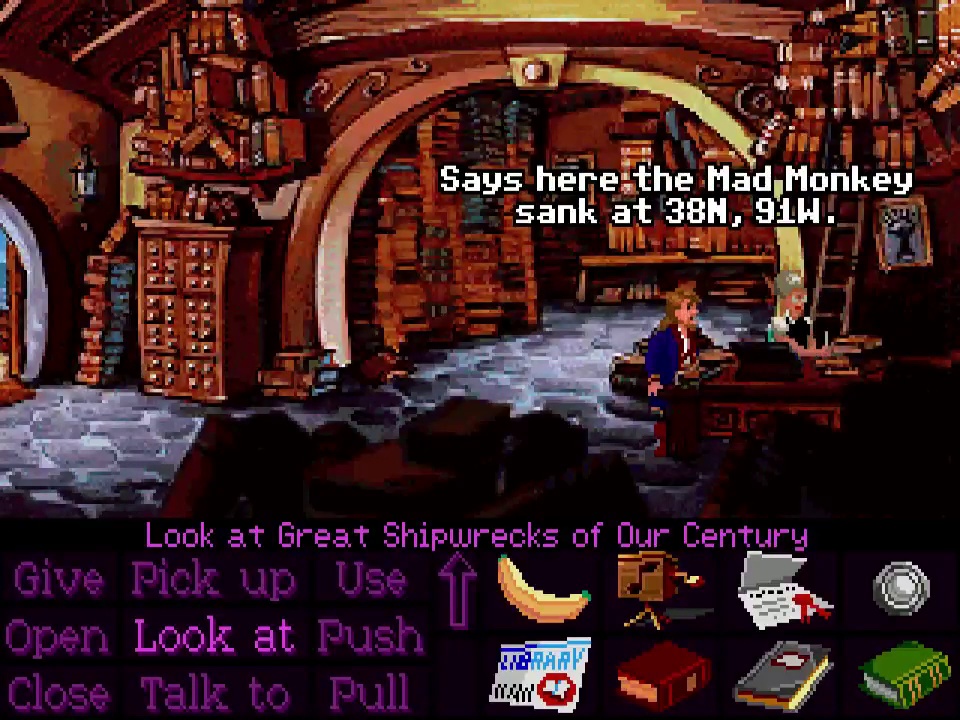 Says here the Mad Monkey
sank at 38N, 91W.
Look at Great Shipwrecks of Our Century
Give Pick up Use
Open Look at Push
Close Talk to Pull
LIBRARY